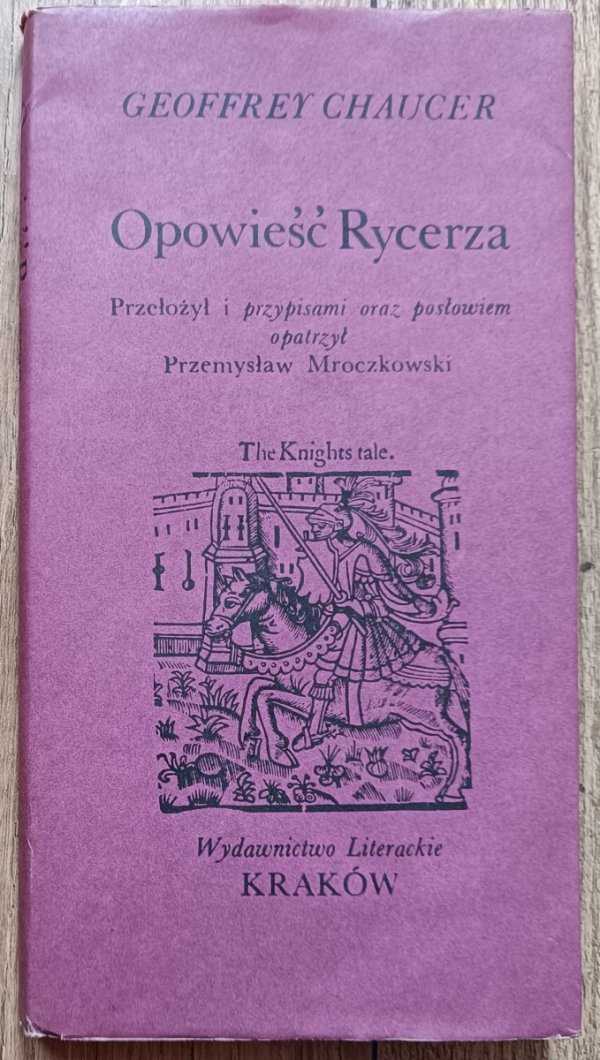 GEOFFREY CHAUCER
Opowieść Rycerza
Przełożył i przypisami oraz posłowiem
opatrzył
Przemysław Mroczkowski
The Knights tale.
Wydawnictwo Literackie
KRAKÓW